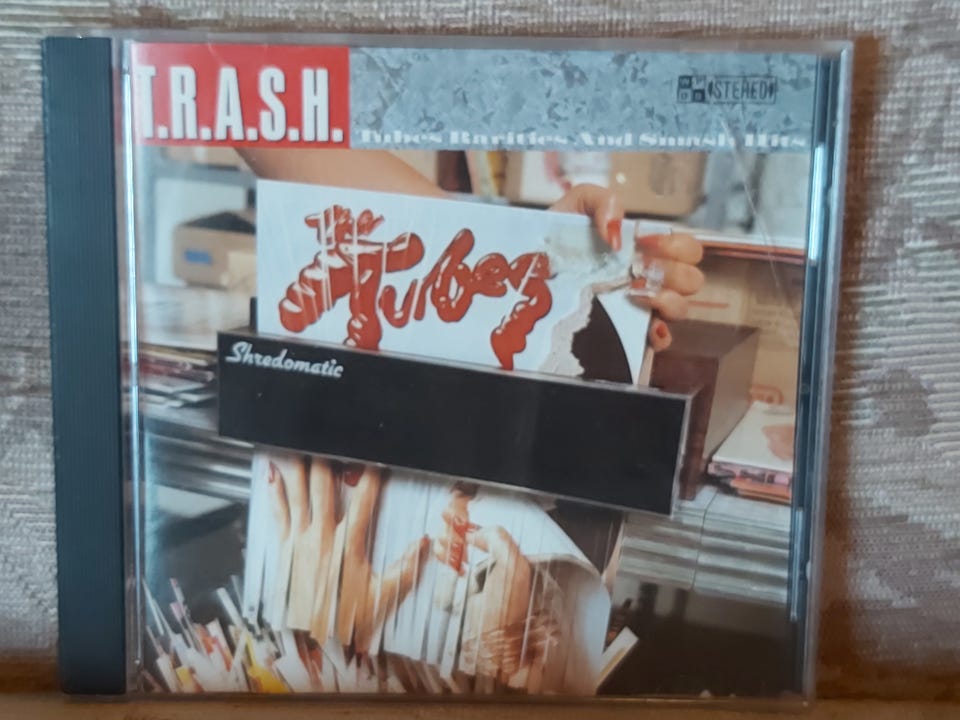 T.R.A.S.H.
STEREO
Tubes Rarities And Smash Hits
The
Tubes
Shredomatic